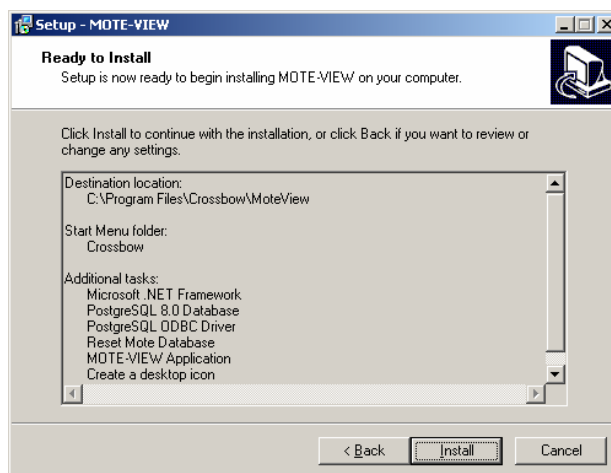 Setup - MOTE-VIEW
Ready to Install
Setup is now ready to begin installing MOTE-VIEW on your computer.
Click Install to continue with the installation, or click Back if you want to review or
change any settings.
Destination location:
C:\Program Files\Crossbow\MoteView
Start Menu folder:
Crossbow
Additional tasks:
Microsoft .NET Framework
PostgreSQL 8.0 Database
PostgreSQL ODBC Driver
Reset Mote Database
MOTE-VIEW Application
Create a desktop icon
< Back
Install
Cancel